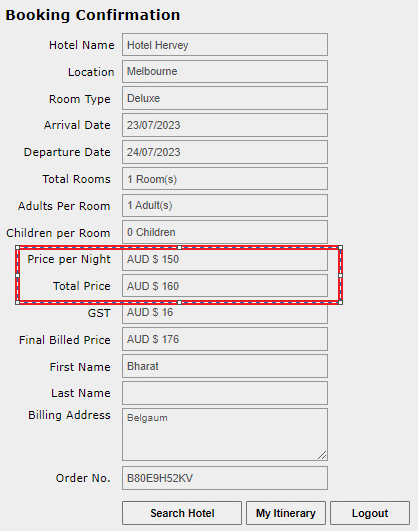 Booking Confirmation
Hotel Name Hotel Hervey
Location Melbourne
Room Type Deluxe
Arrival Date 23/07/2023
Departure Date 24/07/2023
Total Rooms 1 Room(s)
Adults Per Room 1 Adult(s)
Children per Room 0 Children
Price per Night AUD $ 150
Total Price AUD $ 160
GST AUD $ 16
Final Billed Price AUD $ 176
First Name Bharat
Last Name
Billing Address Belgaum
Order No. B80E9H52KV
Search Hotel My Itinerary Logout